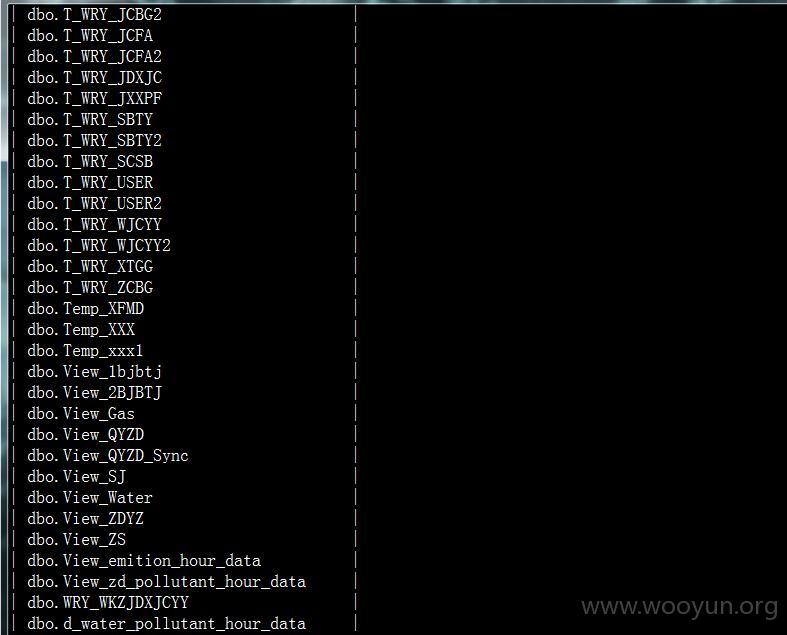 | dbo.T_WRY_JCBG2 |
| dbo.T_WRY_JCFA |
| dbo.T_WRY_JCFA2 |
| dbo.T_WRY_JDXJC |
| dbo.T_WRY_JXXPF |
| dbo.T_WRY_SBTY |
| dbo.T_WRY_SBTY2 |
| dbo.T_WRY_SCSB |
| dbo.T_WRY_USER |
| dbo.T_WRY_USER2 |
| dbo.T_WRY_WJCYY |
| dbo.T_WRY_WJCYY2 |
| dbo.T_WRY_XTGG |
| dbo.T_WRY_ZCBG |
| dbo.Temp_XFMD |
| dbo.Temp_XXX |
| dbo.Temp_xxx1 |
| dbo.View_1bjbtj |
| dbo.View_2BJBTJ |
| dbo.View_Gas |
| dbo.View_QYZD |
| dbo.View_QYZD_Sync |
| dbo.View_SJ |
| dbo.View_Water |
| dbo.View_ZDYZ |
| dbo.View_ZS |
| dbo.View_emition_hour_data |
| dbo.View_zd_pollutant_hour_data |
| dbo.WRY_WKZJDXJCYY |
| dbo.d_water_pollutant_hour_data |
www.wooyun.org